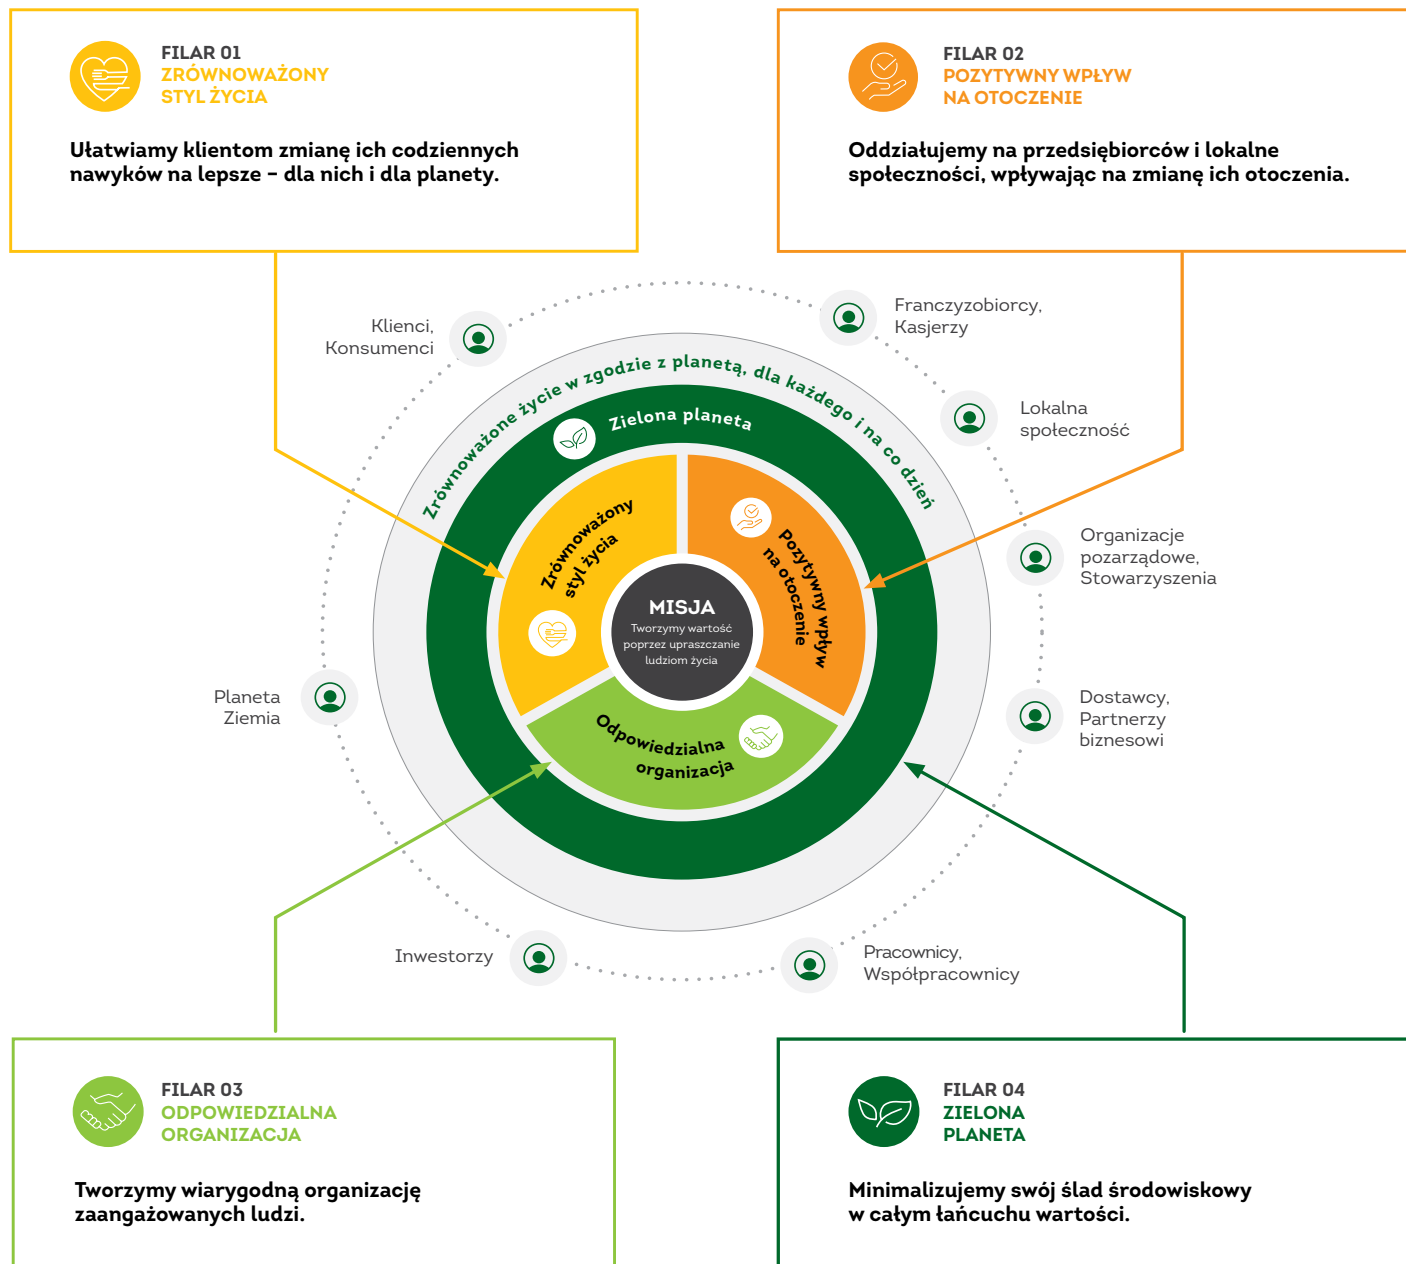 FILAR 01
ZRÓWNOWAŻONY
STYL ŻYCIA
Ułatwiamy klientom zmianę ich codziennych
nawyków na lepsze – dla nich i dla planety.
FILAR 02
POZYTYWNY WPŁYW
NA OTOCZENIE
Oddziałujemy na przedsiębiorców i lokalne
społeczności, wpływając na zmianę ich otoczenia.
Klienci,
Konsumenci
Franczyzobiorcy,
Kasjerzy
Lokalna
społeczność
Organizacje
pozarządowe,
Stowarzyszenia
Dostawcy,
Partnerzy
biznesowi
Pracownicy,
Współpracownicy
Inwestorzy
Planeta
Ziemia
Zrównoważone życie w zgodzie z planetą, dla każdego i na co dzień
Zielona planeta
Zrównoważony
styl życia
Pozytywny wpływ
na otoczenie
MISJA
Tworzymy wartość
poprzez upraszczanie
ludziom życia
Odpowiedzialna
organizacja
FILAR 03
ODPOWIEDZIALNA
ORGANIZACJA
Tworzymy wiarygodną organizację
zaangażowanych ludzi.
FILAR 04
ZIELONA
PLANETA
Minimalizujemy swój ślad środowiskowy
w całym łańcuchu wartości.